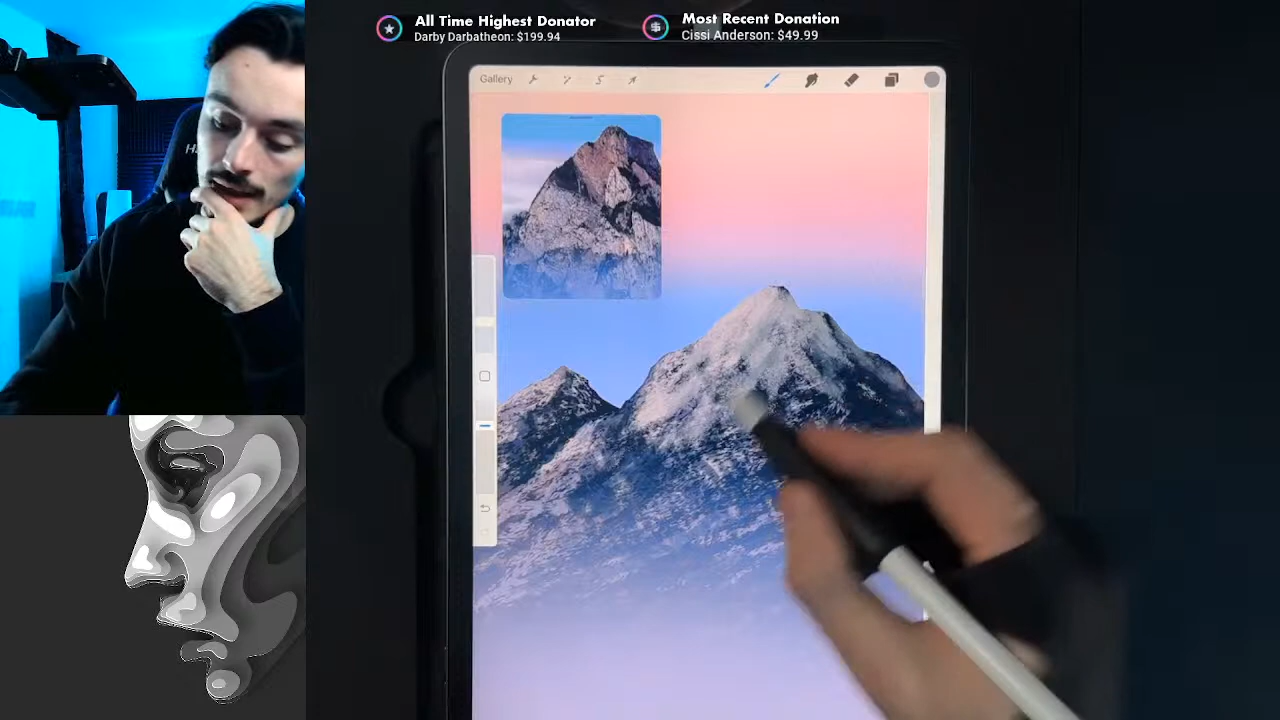 All Time Highest Donator
Darby Darbatheon: $199.94
Most Recent Donation
Cissi Anderson: $49.99
Gallery